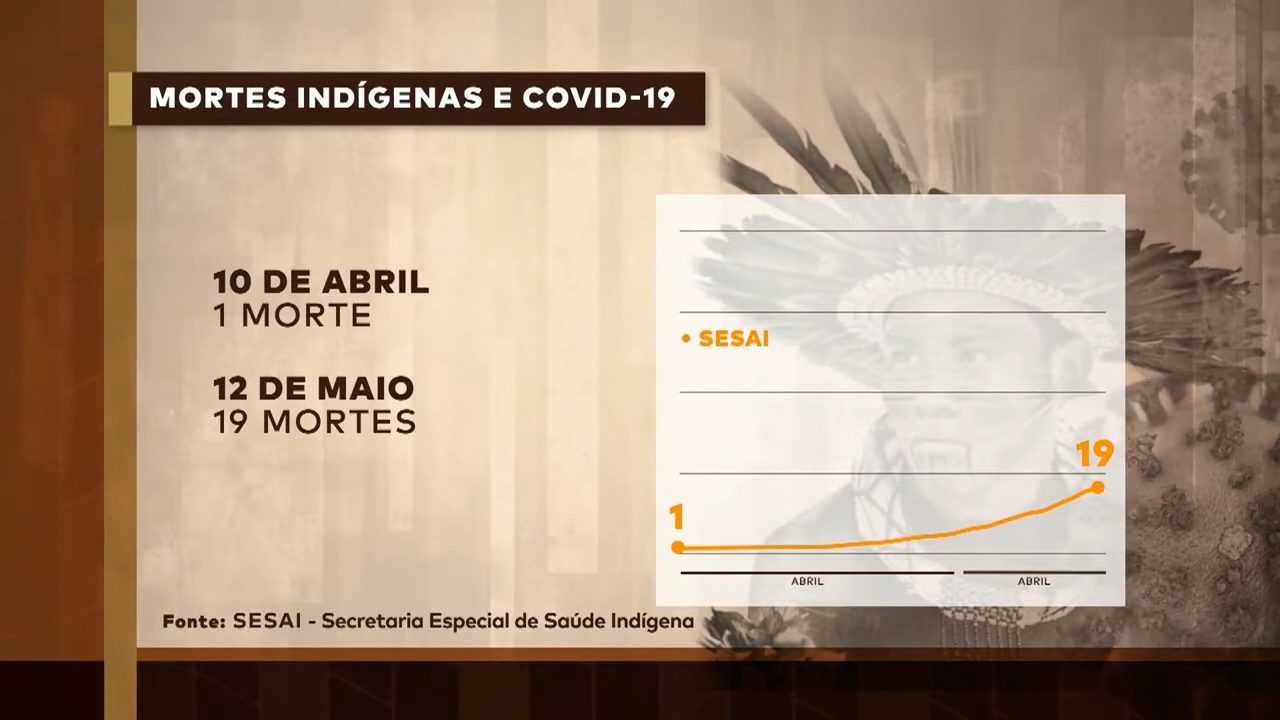 MORTES INDÍGENAS E COVID-19
10 DE ABRIL
1 MORTE
12 DE MAIO
19 MORTES
• SESAI
19
1
ABRIL
ABRIL
Fonte: SESAI - Secretaria Especial de Saúde Indígena